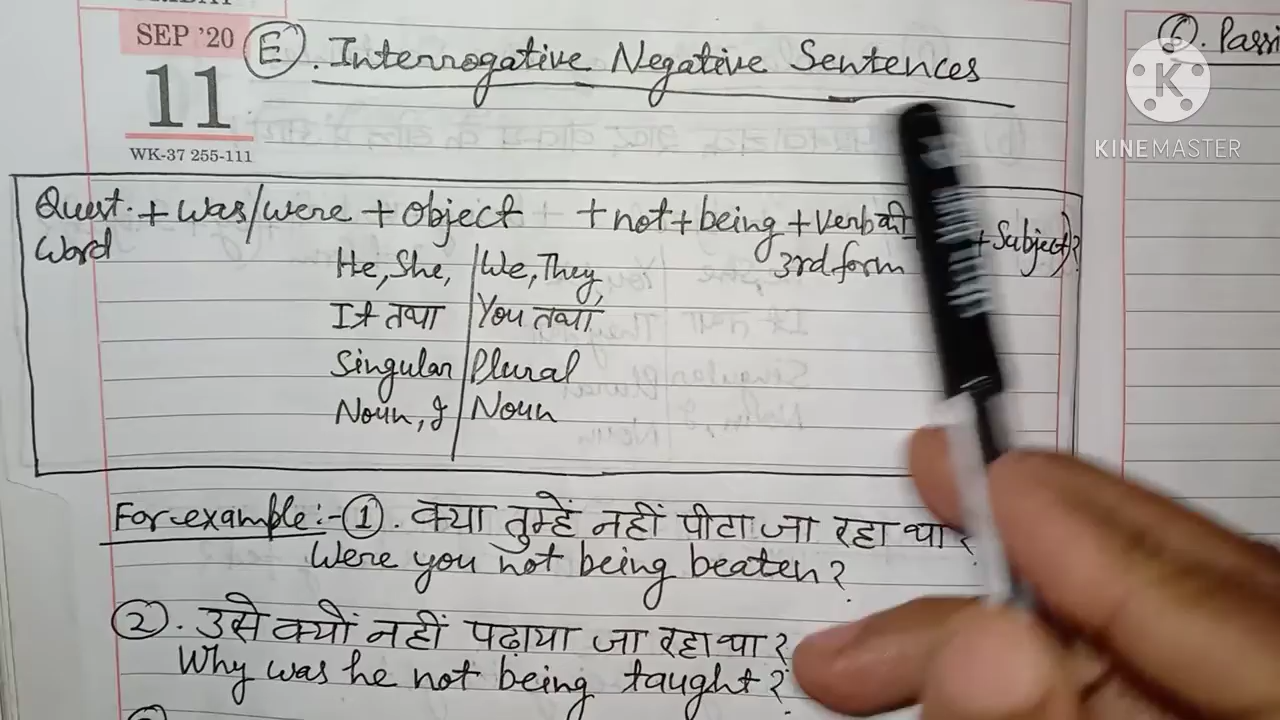 SEP '20
11
WK-37 255-111
(E). Interrogative Negative Sentences
(6). Passi
K
KINEMASTER
Quest. + was/were + object + not + being + verb की + Subject)?
Word He, She, We, They, 3rd form
It तथा You तथा
Singular Plural
Noun, I Noun
For example:- (1). क्या तुम्हें नहीं पीटा जा रहा था?
Were you not being beaten?
(2). उसे क्यों नहीं पढ़ाया जा रहा था?
Why was he not being taught?